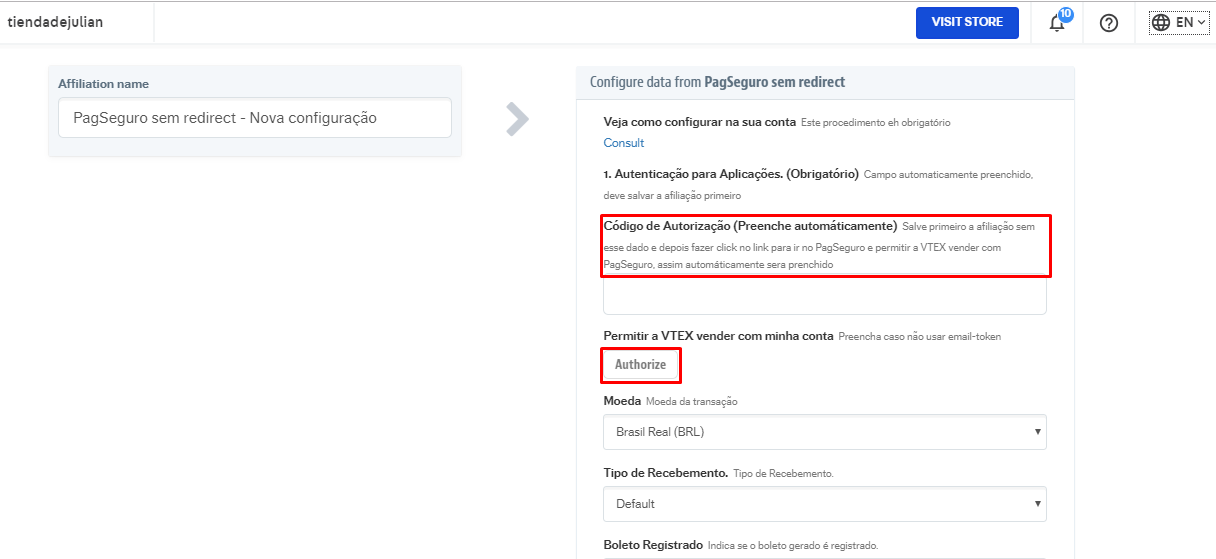 tiendadejulian
VISIT STORE
10
EN
Affiliation name
PagSeguro sem redirect - Nova configuração
Configure data from PagSeguro sem redirect
Veja como configurar na sua conta Este procedimento eh obrigatório
Consult
1. Autenticação para Aplicações. (Obrigatório) Campo automaticamente preenchido,
deve salvar a afiliação primeiro
Código de Autorização (Preenche automáticamente) Salve primeiro a afiliação sem
esse dado e depois fazer click no link para ir no PagSeguro e permitir a VTEX vender com
PagSeguro, assim automáticamente sera prenchido
Permitir a VTEX vender com minha conta Preencha caso não usar email-token
Authorize
Moeda Moeda da transação
Brasil Real (BRL)
Tipo de Recebemento. Tipo de Recebemento.
Default
Boleto Registrado Indica se o boleto gerado é registrado.